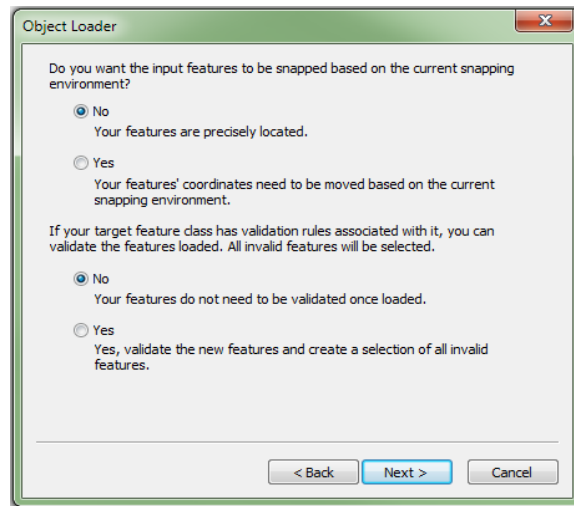 Object Loader
Do you want the input features to be snapped based on the current snapping
environment?
No
Your features are precisely located.
Yes
Your features' coordinates need to be moved based on the current
snapping environment.
If your target feature class has validation rules associated with it, you can
validate the features loaded. All invalid features will be selected.
No
Your features do not need to be validated once loaded.
Yes
Yes, validate the new features and create a selection of all invalid
features.
< Back Next > Cancel